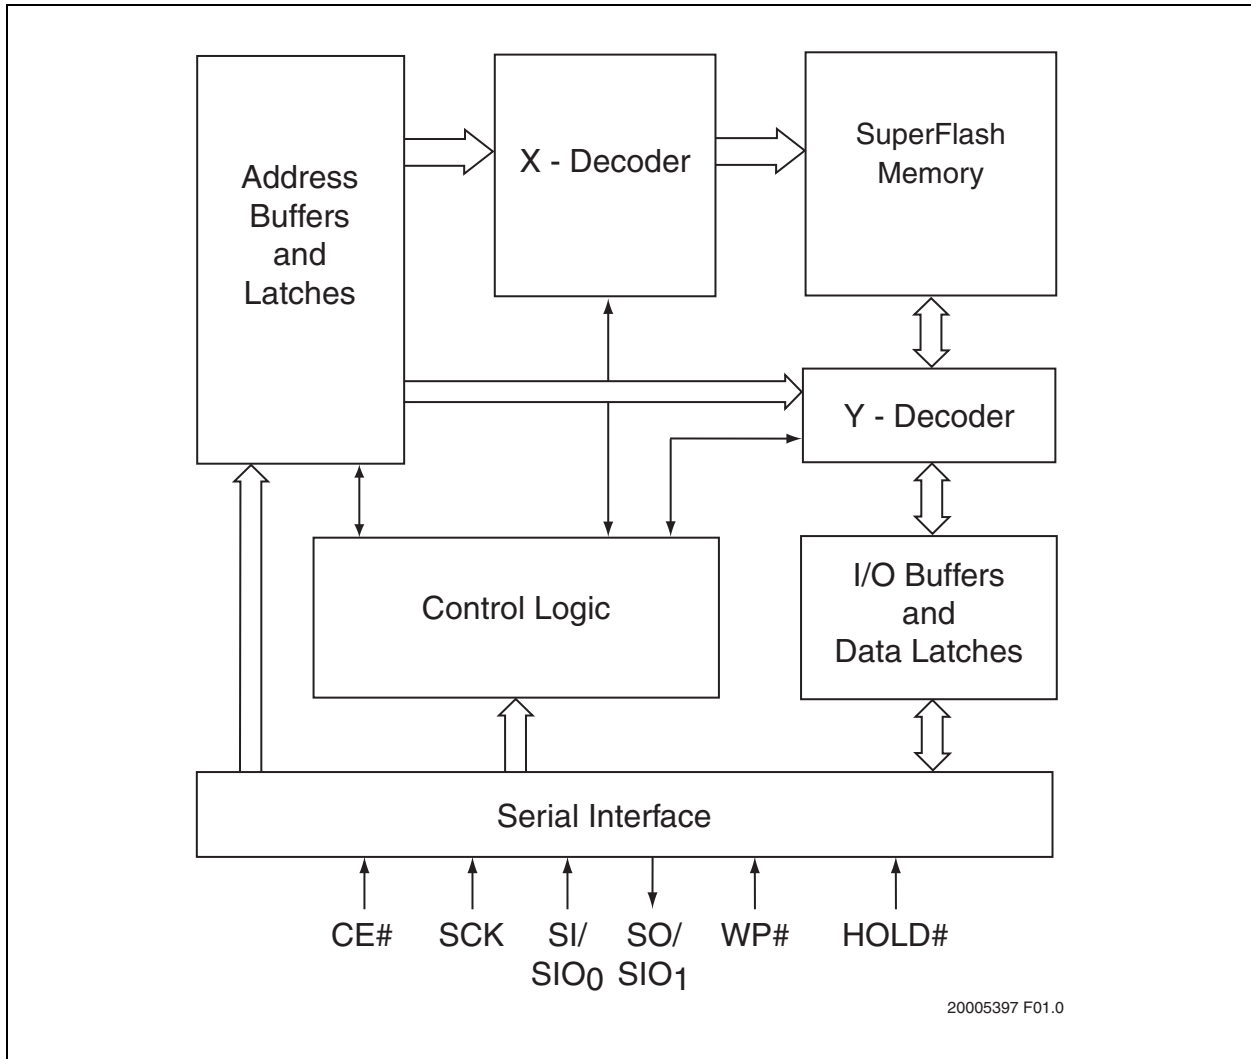 Address
Buffers
and
Latches
X - Decoder
SuperFlash
Memory
Y - Decoder
Control Logic
I/O Buffers
and
Data Latches
Serial Interface
CE# SCK SI/ SO/ WP# HOLD#
SIO0 SIO1
20005397 F01.0